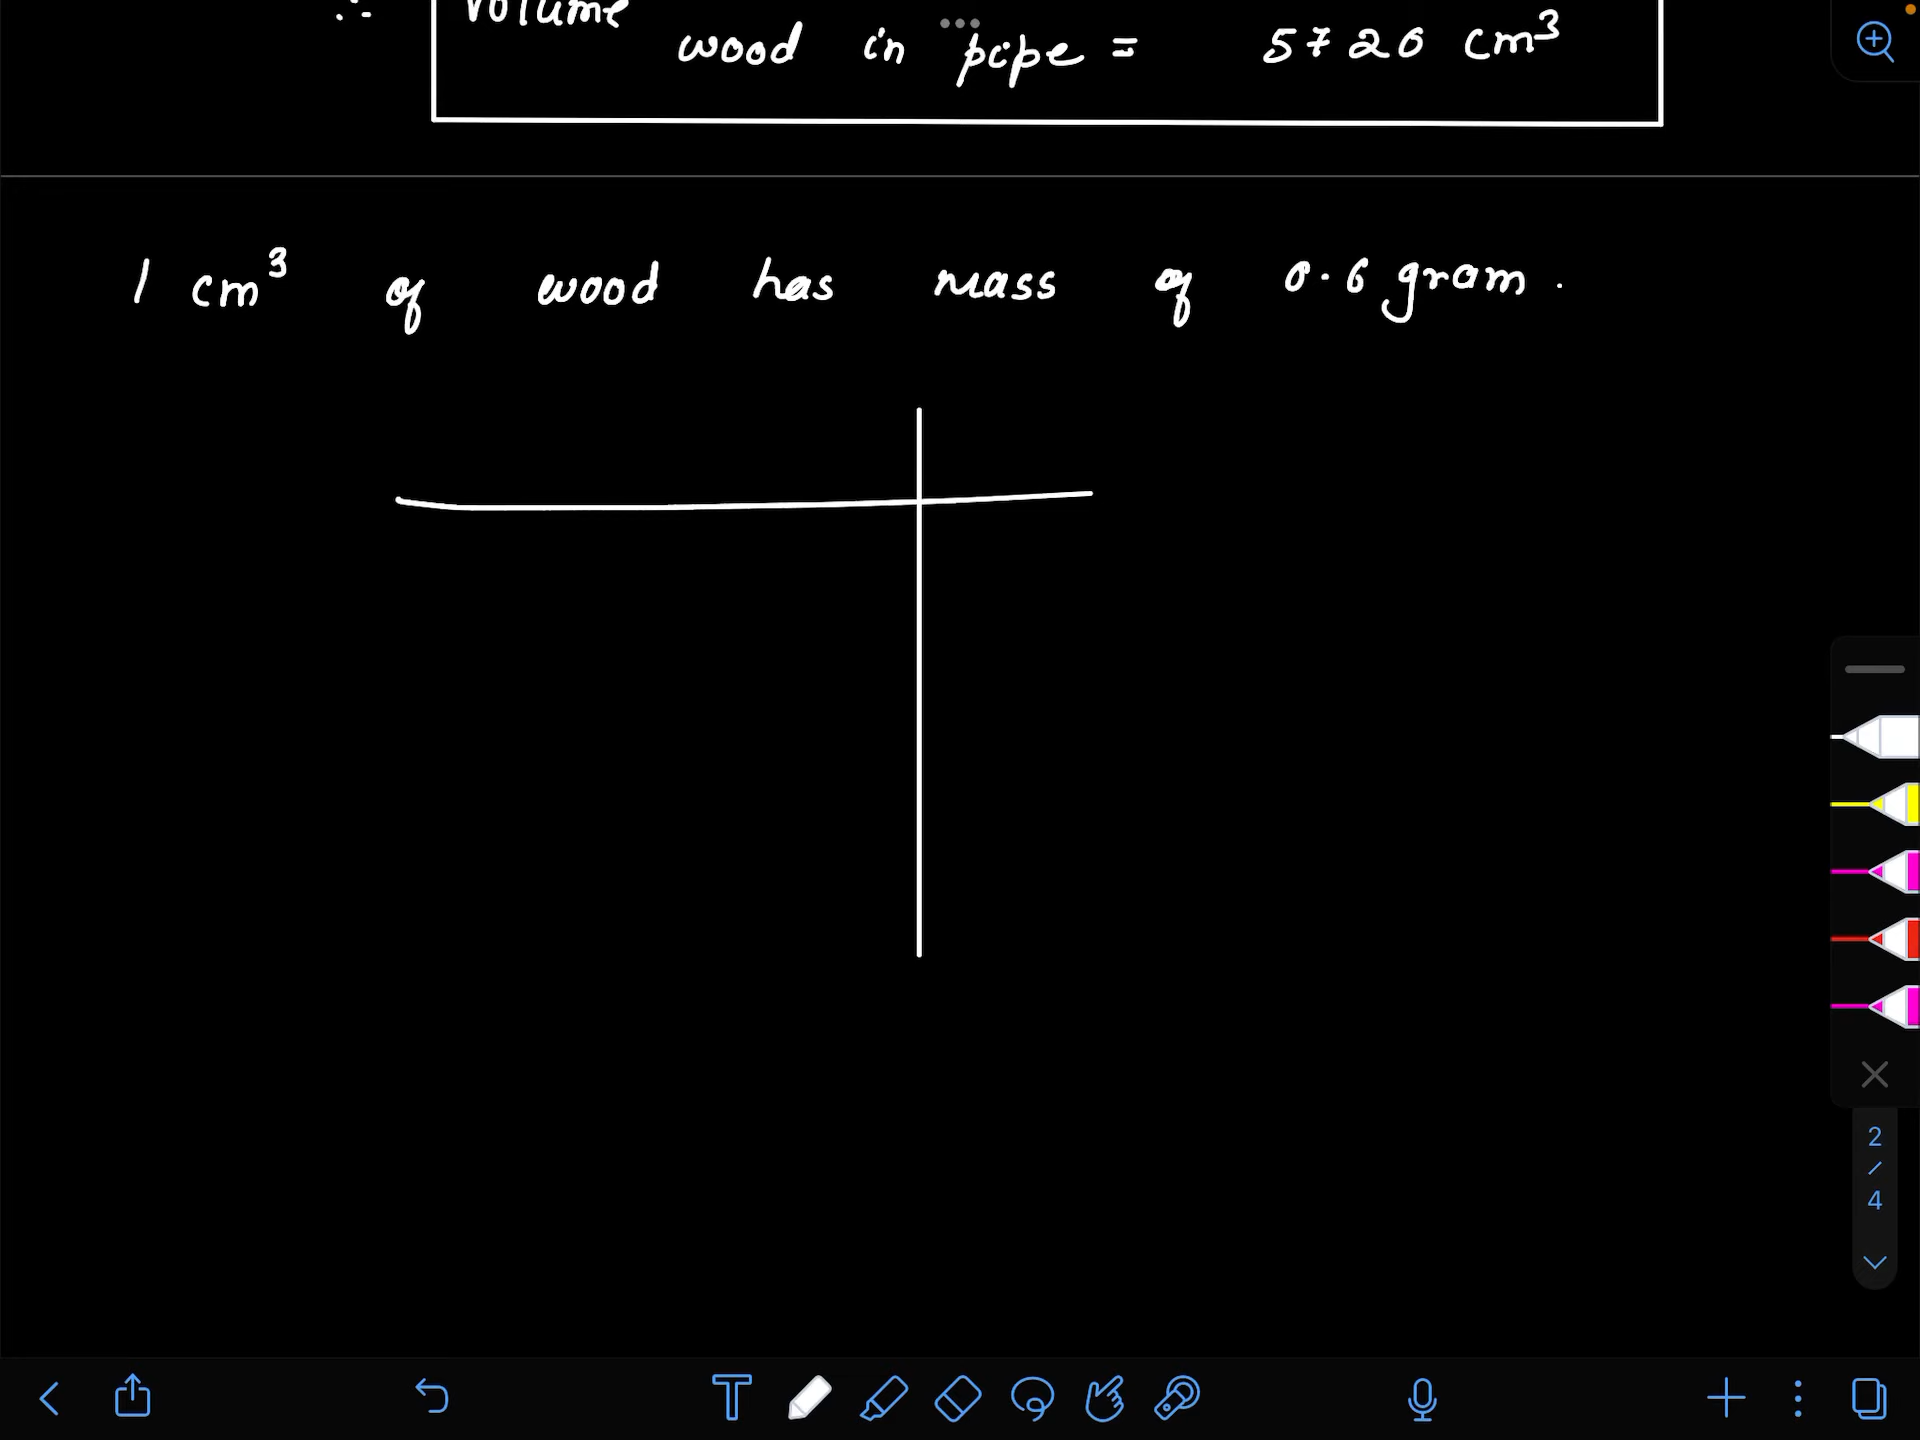 ∴ Volume
wood in pipe = 5720 cm³
1 cm³ of wood has mass of 0.6 gram.
2
/
4
T